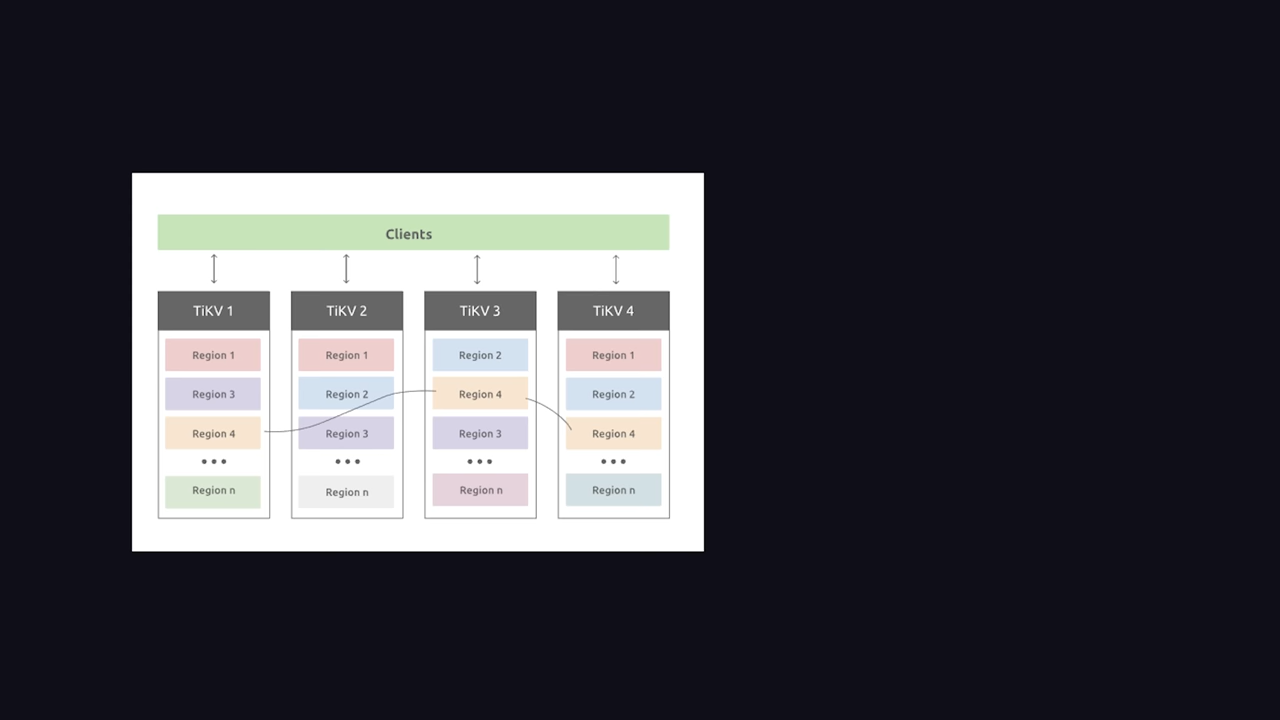 Clients
TiKV 1
TiKV 2
TiKV 3
TiKV 4
Region 1
Region 1
Region 2
Region 1
Region 3
Region 2
Region 4
Region 2
Region 4
Region 3
Region 3
Region 4
Region n
Region n
Region n
Region n